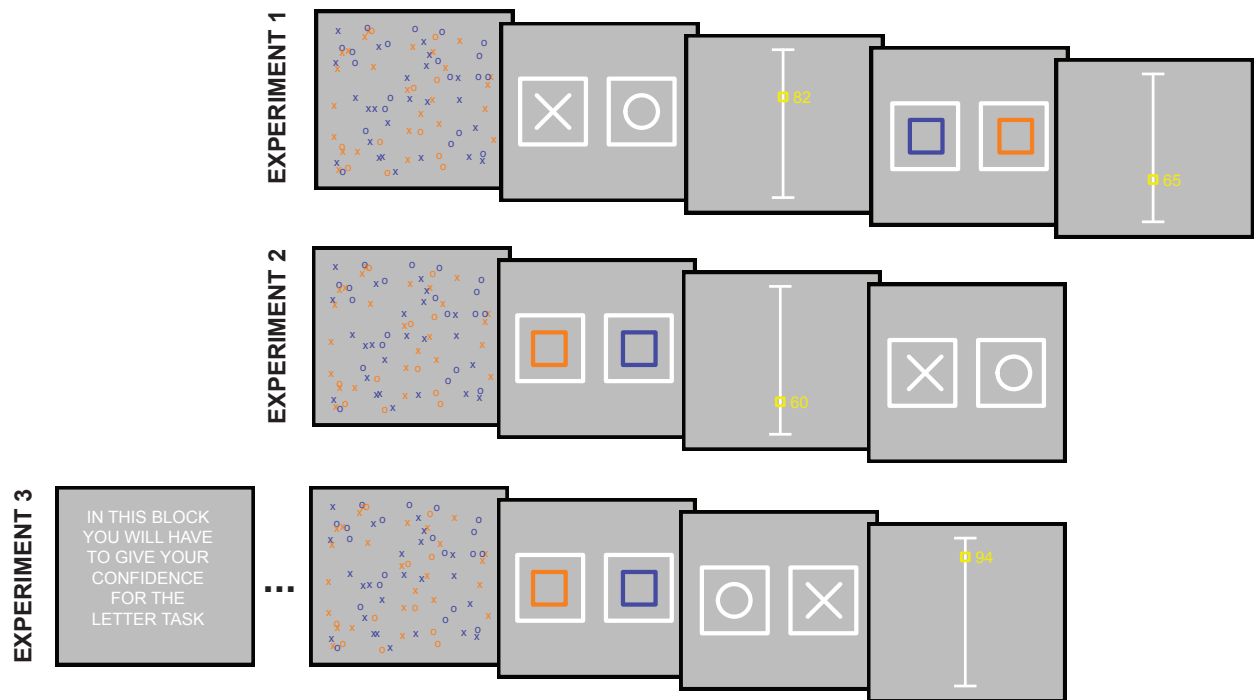 EXPERIMENT 1
82
65
EXPERIMENT 2
60
EXPERIMENT 3
IN THIS BLOCK
YOU WILL HAVE
TO GIVE YOUR
CONFIDENCE
FOR THE
LETTER TASK
...
94